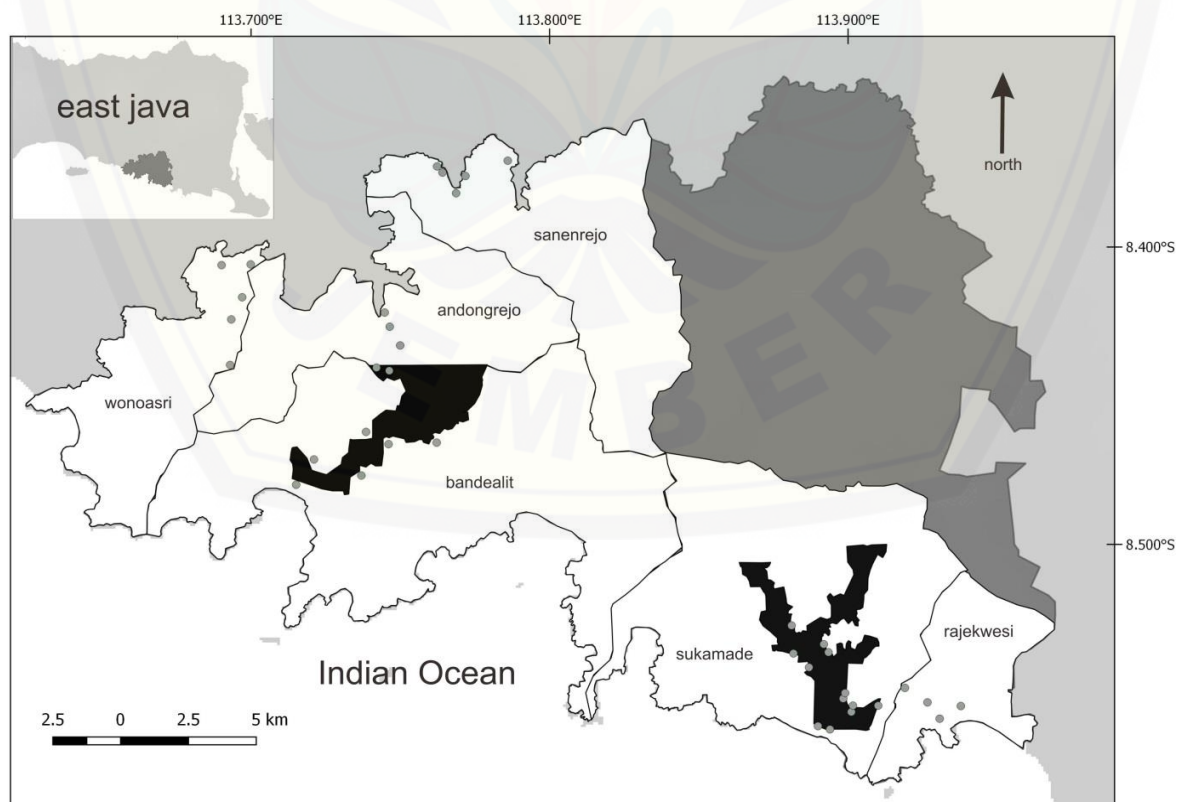 113.700°E
113.800°E
113.900°E
east java
north
sanenrejo
8.400°S
andongrejo
wonoasri
bandealit
8.500°S
rajekwesi
sukamade
Indian Ocean
2.5 0 2.5 5 km
EMBER